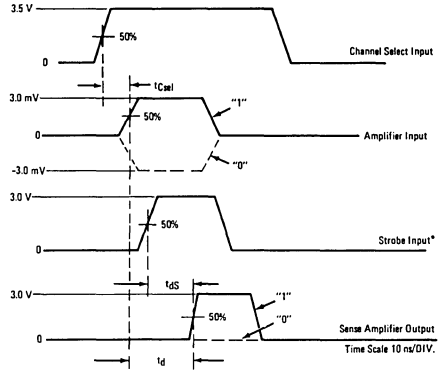 3.5 V
50%
0
Channel Select Input
tCsel
3.0 mV
"1"
50%
0
Amplifier Input
"0"
-3.0 mV
3.0 V
50%
0
Strobe Input*
tdS
3.0 V
"1"
50%
"0"
Sense Amplifier Output
0
Time Scale 10 ns/DIV.
td